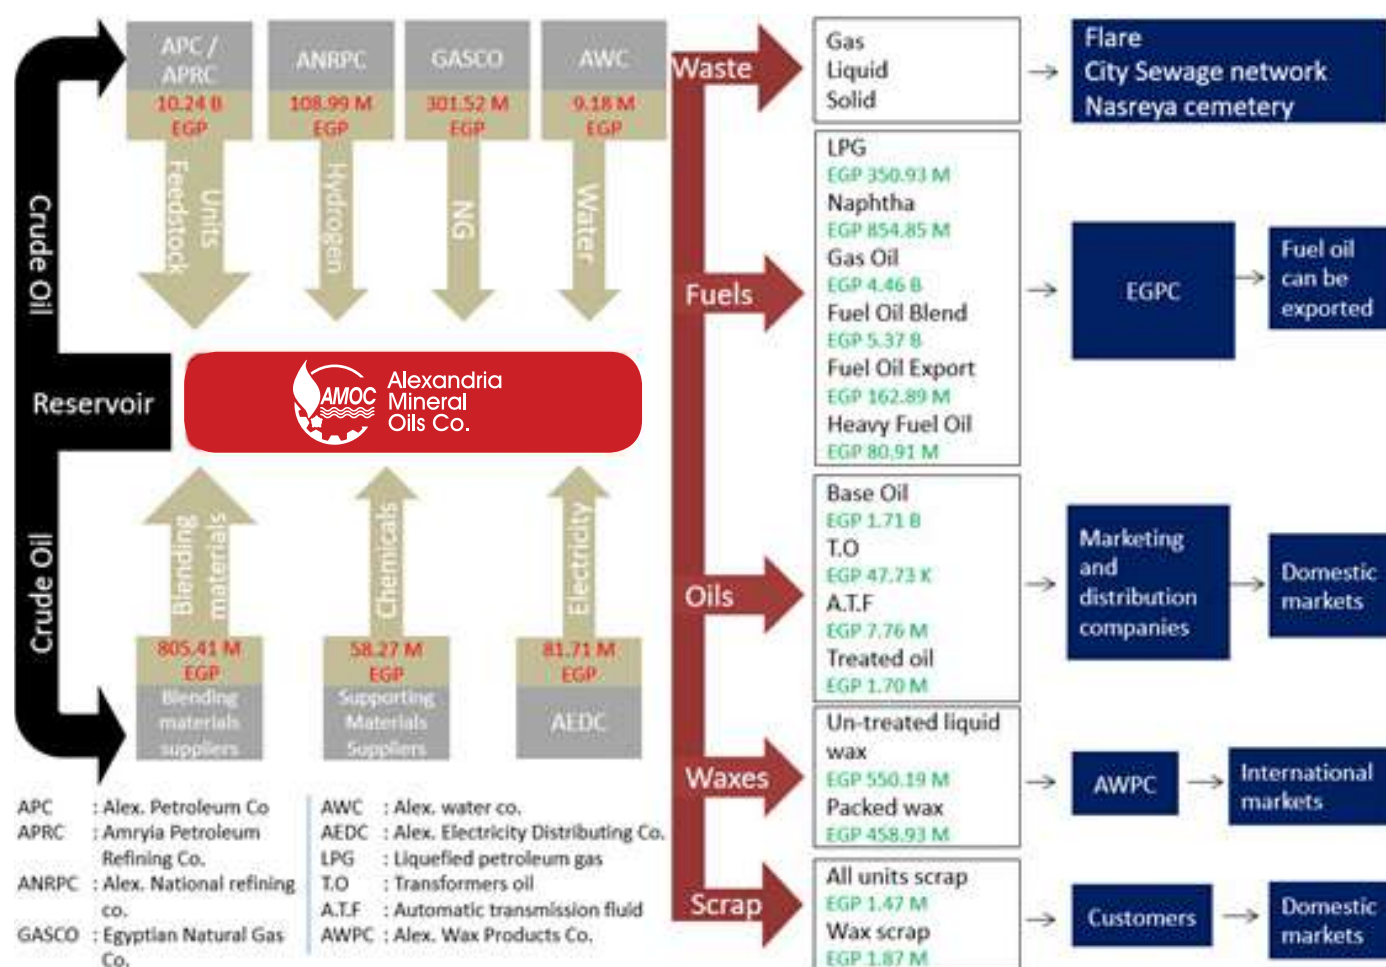 APC /
APRC
10.24 B
EGP
Units
Feedstock
ANRPC
108.99 M
EGP
Hydrogen
GASCO
301.52 M
EGP
NG
AWC
9.18 M
EGP
Water
Crude Oil
Reservoir
Crude Oil
AMOC
Alexandria
Mineral
Oils Co.
Blending
materials
805.41 M
EGP
Blending
materials
suppliers
Chemicals
58.27 M
EGP
Supporting
Materials
Suppliers
Electricity
81.71 M
EGP
AEDC
Waste
Gas
Liquid
Solid
Flare
City Sewage network
Nasreya cemetery
Fuels
LPG
EGP 350.93 M
Naphtha
EGP 854.85 M
Gas Oil
EGP 4.46 B
Fuel Oil Blend
EGP 5.37 B
Fuel Oil Export
EGP 162.89 M
Heavy Fuel Oil
EGP 80.91 M
EGPC
Fuel oil
can be
exported
Oils
Base Oil
EGP 1.71 B
T.O
EGP 47.73 K
A.T.F
EGP 7.76 M
Treated oil
EGP 1.70 M
Marketing
and
distribution
companies
Domestic
markets
Waxes
Un-treated liquid
wax
EGP 550.19 M
Packed wax
EGP 458.93 M
AWPC
International
markets
Scrap
All units scrap
EGP 1.47 M
Wax scrap
EGP 1.87 M
Customers
Domestic
markets
APC : Alex. Petroleum Co
APRC : Amryia Petroleum
Refining Co.
ANRPC : Alex. National refining
co.
GASCO : Egyptian Natural Gas
Co.
AWC : Alex. water co.
AEDC : Alex. Electricity Distributing Co.
LPG : Liquefied petroleum gas
T.O : Transformers oil
A.T.F : Automatic transmission fluid
AWPC : Alex. Wax Products Co.